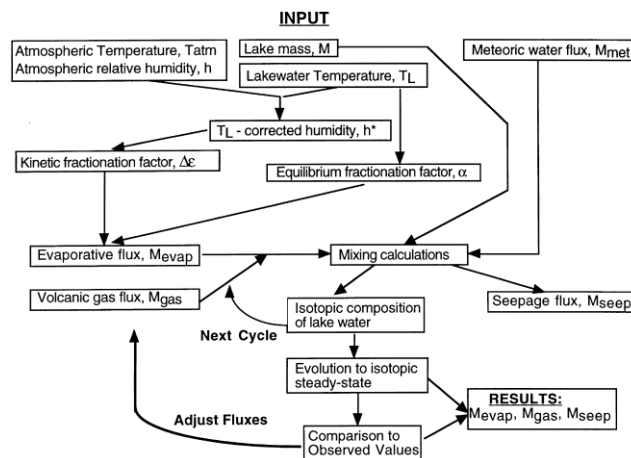 INPUT
Atmospheric Temperature, Tatm
Atmospheric relative humidity, h
Lake mass, M
Meteoric water flux, Mmet
Lakewater Temperature, TL
TL - corrected humidity, h*
Kinetic fractionation factor, Δε
Equilibrium fractionation factor, α
Evaporative flux, Mevap
Mixing calculations
Volcanic gas flux, Mgas
Isotopic composition
of lake water
Seepage flux, Mseep
Next Cycle
Evolution to isotopic
steady-state
RESULTS:
Mevap, Mgas, Mseep
Adjust Fluxes
Comparison to
Observed Values